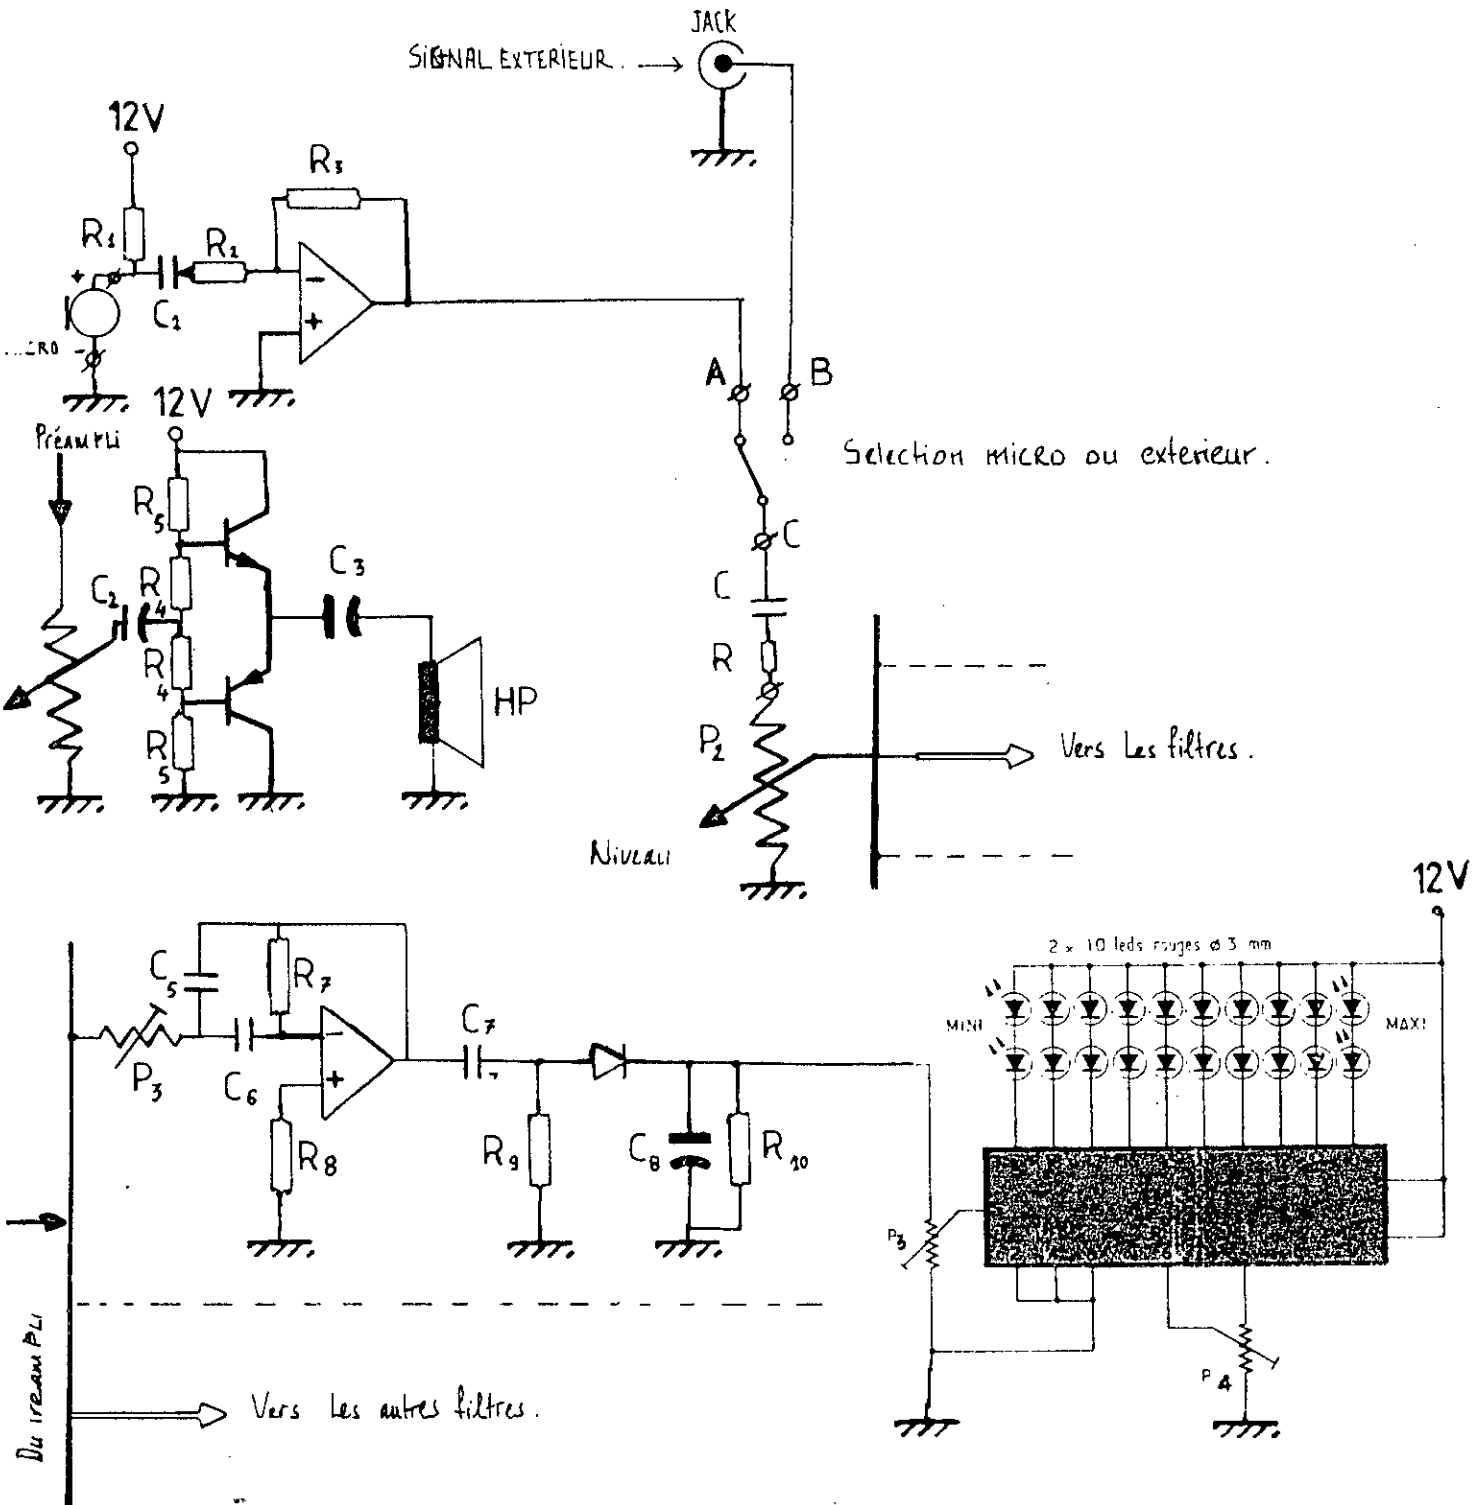 JACK
SIGNAL EXTERIEUR.
12V
R3
R1
R2
+
-
+
C1
-
A
B
12V
Préampli
Selection micro ou exterieur.
R5
C
C2
R4
C3
C
R4
R
HP
R5
P2
Vers Les filtres.
Niveau
12V
2 x 10 leds rouges ø 3 mm
C5
R7
MINI
MAXI
C7
-
P3
C6
+
R8
R9
C8
R10
P3
P4
Du
Vers Les autres filtres.